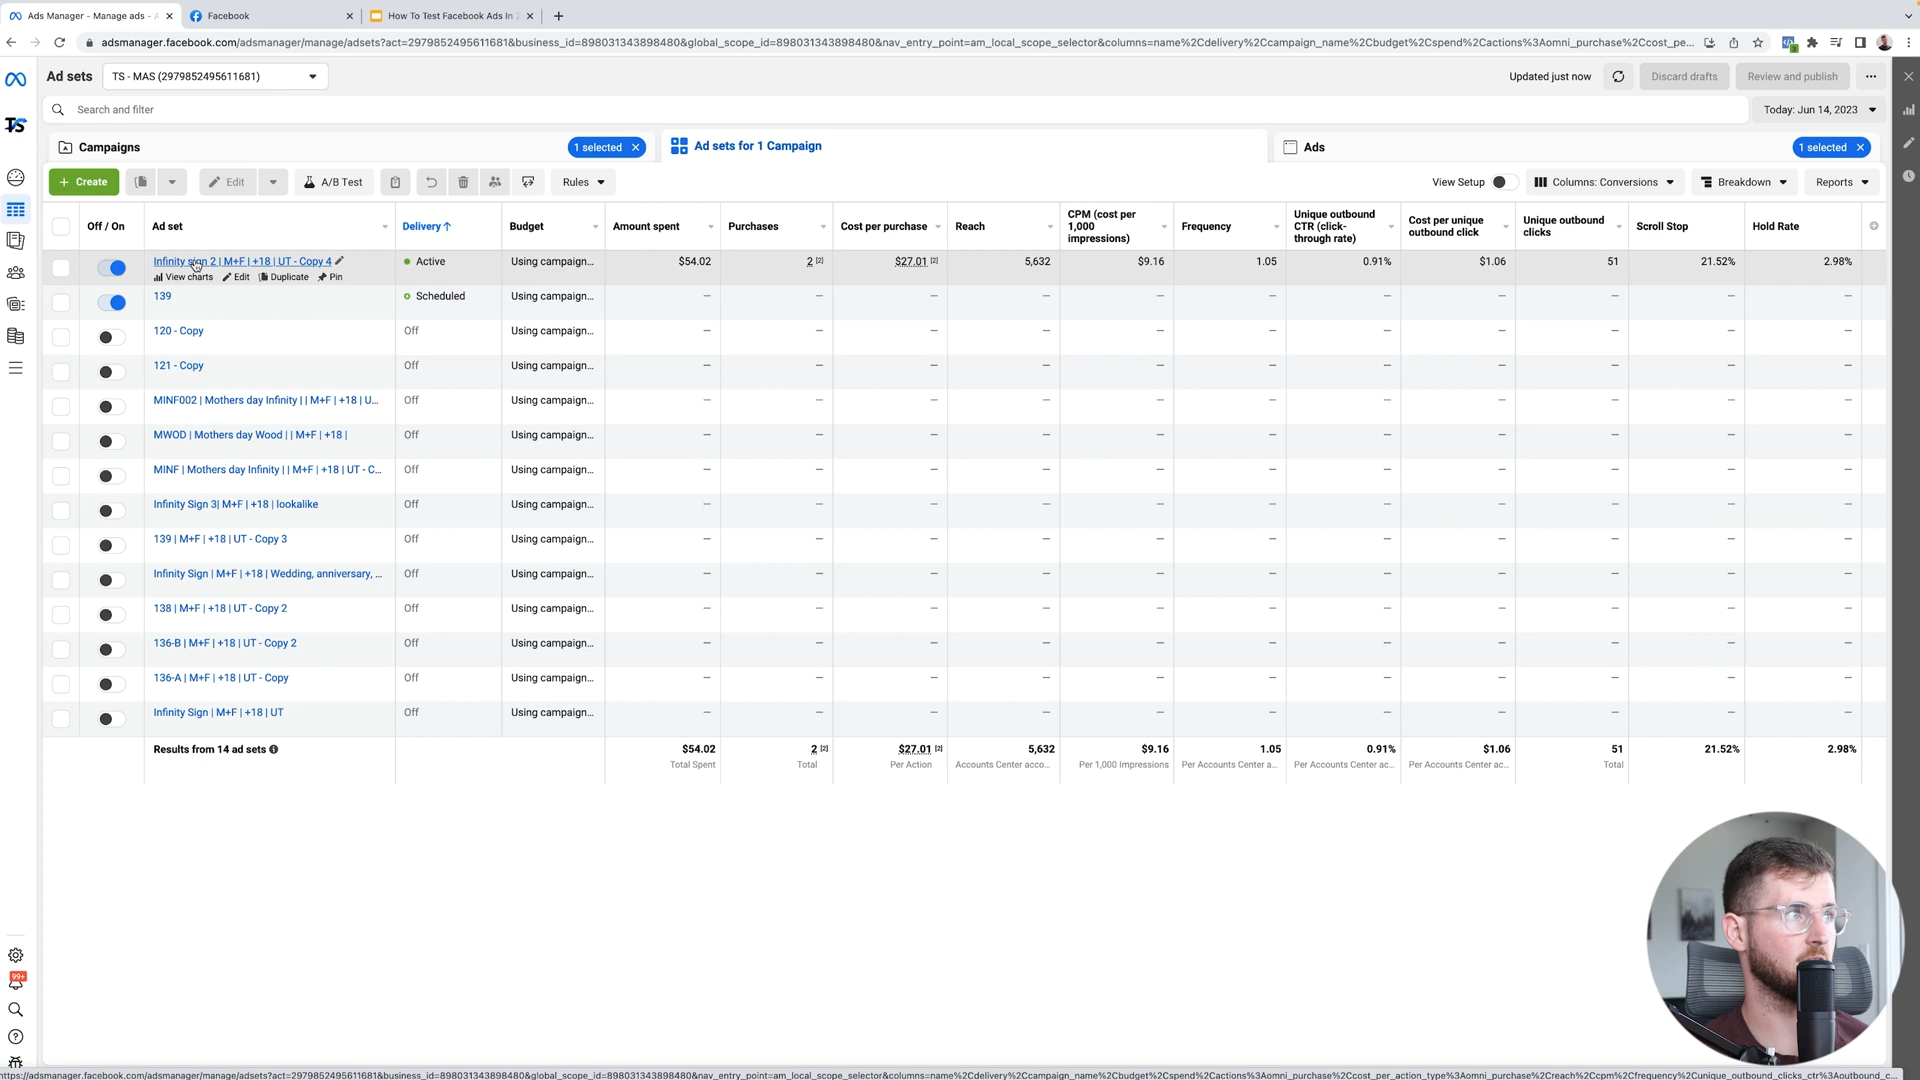 Ads Manager - Manage ads - A
Facebook
How To Test Facebook Ads In 2
adsmanager.facebook.com/adsmanager/manage/adsets?act=2979852495611681&business_id=898031343898480&global_scope_id=898031343898480&nav_entry_point=am_local_scope_selector&columns=name%2Cdelivery%2Ccampaign_name%2Cbudget%2Cspend%2Cactions%3Aomni_purchase%2Ccost_pe...
Ad sets
TS - MAS (2979852495611681)
Updated just now
Discard drafts
Review and publish
TS
Search and filter
Today: Jun 14, 2023
Campaigns
1 selected
Ad sets for 1 Campaign
Ads
1 selected
+ Create
Edit
A/B Test
Rules
View Setup
Columns: Conversions
Breakdown
Reports
Off / On
Ad set
Delivery ↑
Budget
Amount spent
Purchases
Cost per purchase
Reach
CPM (cost per 1,000 impressions)
Frequency
Unique outbound CTR (click-through rate)
Cost per unique outbound click
Unique outbound clicks
Scroll Stop
Hold Rate
Infinity sign 2 | M+F | +18 | UT - Copy 4
Active
Using campaign...
$54.02
2 [2]
$27.01 [2]
5,632
$9.16
1.05
0.91%
$1.06
51
21.52%
2.98%
View charts
Edit
Duplicate
Pin
139
Scheduled
Using campaign...
— — — — — — — — — — —
120 - Copy
Off
Using campaign...
— — — — — — — — — — —
121 - Copy
Off
Using campaign...
— — — — — — — — — — —
MINF002 | Mothers day Infinity | | M+F | +18 | U...
Off
Using campaign...
— — — — — — — — — — —
MWOD | Mothers day Wood | | M+F | +18 |
Off
Using campaign...
— — — — — — — — — — —
MINF | Mothers day Infinity | | M+F | +18 | UT - C...
Off
Using campaign...
— — — — — — — — — — —
Infinity Sign 3| M+F | +18 | lookalike
Off
Using campaign...
— — — — — — — — — — —
139 | M+F | +18 | UT - Copy 3
Off
Using campaign...
— — — — — — — — — — —
Infinity Sign | M+F | +18 | Wedding, anniversary, ...
Off
Using campaign...
— — — — — — — — — — —
138 | M+F | +18 | UT - Copy 2
Off
Using campaign...
— — — — — — — — — — —
136-B | M+F | +18 | UT - Copy 2
Off
Using campaign...
— — — — — — — — — — —
136-A | M+F | +18 | UT - Copy
Off
Using campaign...
— — — — — — — — — — —
Infinity Sign | M+F | +18 | UT
Off
Using campaign...
— — — — — — — — — — —
Results from 14 ad sets
$54.02
2 [2]
$27.01 [2]
5,632
$9.16
1.05
0.91%
$1.06
51
21.52%
2.98%
Total Spent
Total
Per Action
Accounts Center acco...
Per 1,000 Impressions
Per Accounts Center a...
Per Accounts Center ac...
Per Accounts Center ac...
Total
99+
https://adsmanager.facebook.com/adsmanager/manage/adsets?act=2979852495611681&business_id=898031343898480&global_scope_id=898031343898480&nav_entry_point=am_local_scope_selector&columns=name%2Cdelivery%2Ccampaign_name%2Cbudget%2Cspend%2Cactions%3Aomni_purchase%2Ccost_per_action_type%3Aomni_purchase%2Creach%2Ccpm%2Cfrequency%2Cunique_outbound_clicks_ctr%3Aoutbound_c...